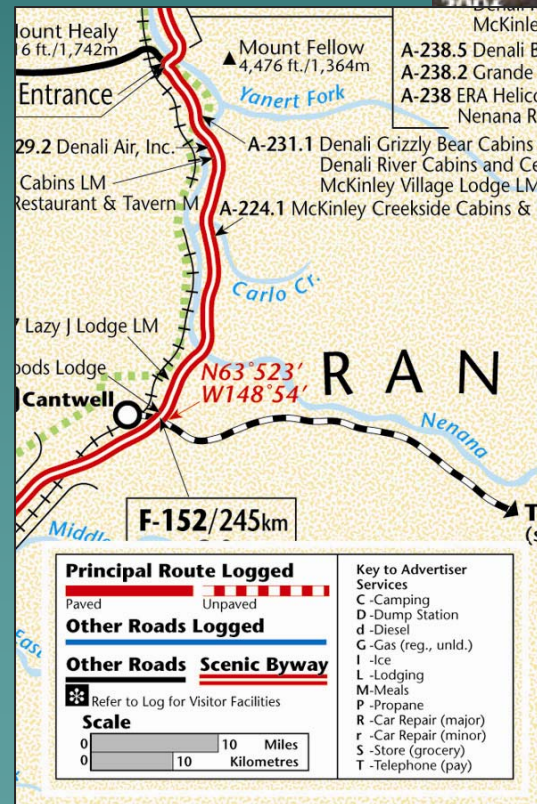 Mount Healy
16 ft./1,742m
Entrance
Mount Fellow
4,476 ft./1,364m
Yanert Fork
McKinle
A-238.5 Denali B
A-238.2 Grande
A-238 ERA Helico
Nenana R
29.2 Denali Air, Inc.
Cabins LM
Restaurant & Tavern M
A-231.1 Denali Grizzly Bear Cabins
Denali River Cabins and Ce
McKinley Village Lodge LM
A-224.1 McKinley Creekside Cabins &
Carlo Cr.
Lazy J Lodge LM
oods Lodge
Cantwell
N63°523′
W148°54′
R A N
Nenana
F-152/245km
Middle
East
T
(s
Principal Route Logged
Paved Unpaved
Other Roads Logged
Other Roads Scenic Byway
Refer to Log for Visitor Facilities
Scale
0 10 Miles
0 10 Kilometres
Key to Advertiser
Services
C -Camping
D -Dump Station
d -Diesel
G -Gas (reg., unld.)
I -Ice
L -Lodging
M -Meals
P -Propane
R -Car Repair (major)
r -Car Repair (minor)
S -Store (grocery)
T -Telephone (pay)